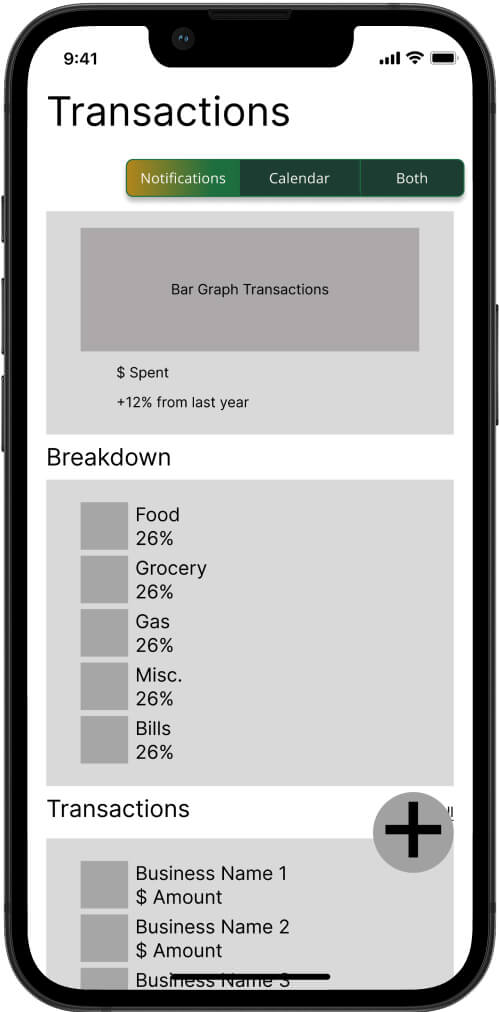 9:41
Transactions
Notifications Calendar Both
Bar Graph Transactions
$ Spent
+12% from last year
Breakdown
Food
26%
Grocery
26%
Gas
26%
Misc.
26%
Bills
26%
Transactions
Business Name 1
$ Amount
Business Name 2
$ Amount
Business Name 3